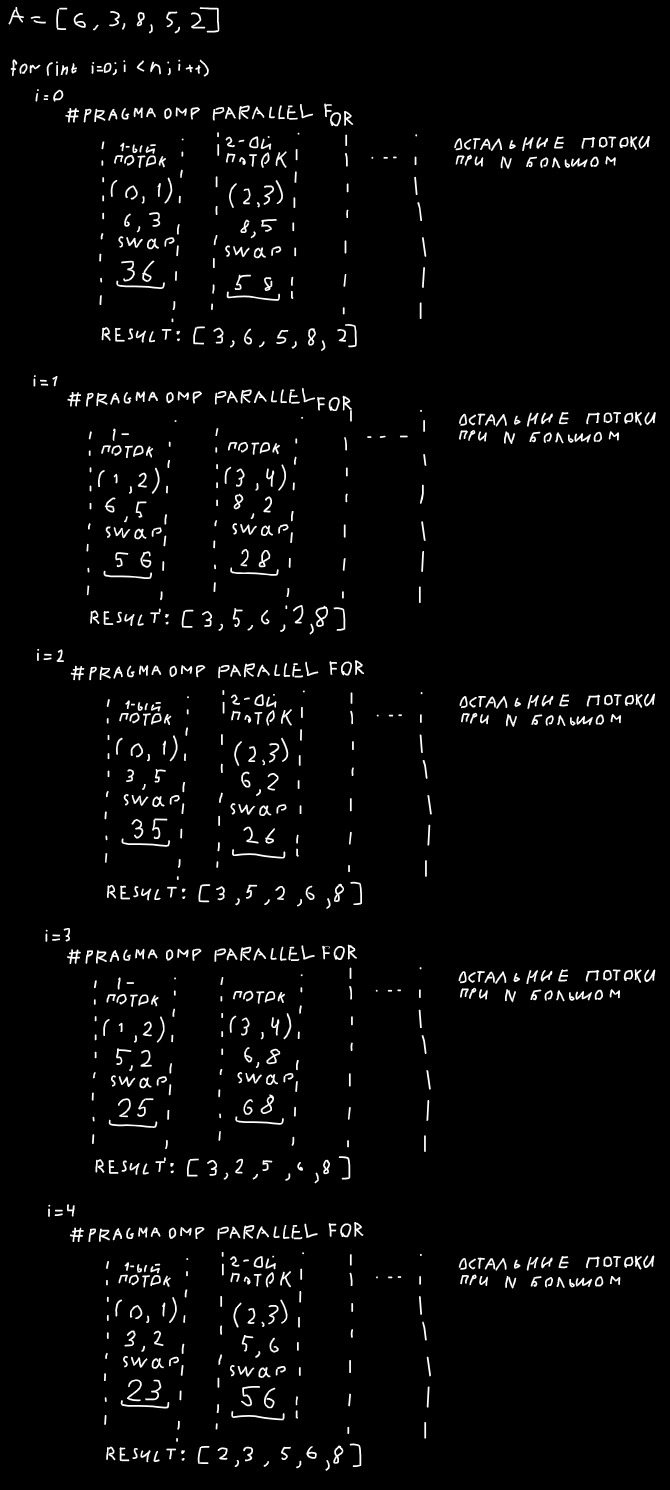 A = [6, 3, 8, 5, 2]
for (int i=0; i < n; i++)
i=0
#PRAGMA OMP PARALLEL FOR
1-ый ПОТОК
2-ОЙ ПОТОК
...
ОСТАЛЬНИЕ ПОТОКИ
ПРИ N БОЛЬШОМ
(0, 1) (2,3)
6, 3 8, 5
swap swap
36 58
RESULT: [3, 6, 5, 8, 2]
i=1
#PRAGMA OMP PARALLEL FOR
1- ПОТОК
ПОТОК
...
ОСТАЛЬНИЕ ПОТОКИ
ПРИ N БОЛЬШОМ
(1, 2) (3, 4)
6, 5 8, 2
swap swap
56 28
RESULT: [3, 5, 6, 2, 8]
i=2
#PRAGMA OMP PARALLEL FOR
1-ый ПОТОК
2-ОЙ ПОТОК
...
ОСТАЛЬНИЕ ПОТОКИ
ПРИ N БОЛЬШОМ
(0, 1) (2,3)
3, 5 6, 2
swap swap
35 26
RESULT: [3, 5, 2, 6, 8]
i=3
#PRAGMA OMP PARALLEL FOR
1- ПОТОК
ПОТОК
...
ОСТАЛЬНИЕ ПОТОКИ
ПРИ N БОЛЬШОМ
(1, 2) (3, 4)
5, 2 6, 8
swap swap
25 68
RESULT: [3, 2, 5, 6, 8]
i=4
#PRAGMA OMP PARALLEL FOR
1-ый ПОТОК
2-ОЙ ПОТОК
...
ОСТАЛЬНИЕ ПОТОКИ
ПРИ N БОЛЬШОМ
(0, 1) (2,3)
3, 2 5, 6
swap swap
23 56
RESULT: [2, 3, 5, 6, 8]